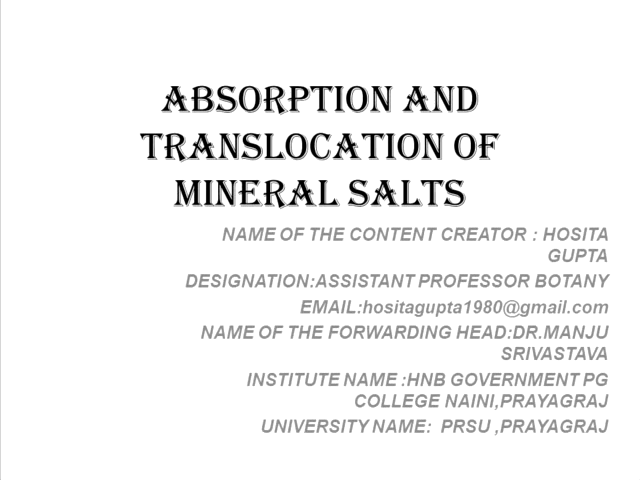 ABSORPTION AND
TRANSLOCATION OF
MINERAL SALTS
NAME OF THE CONTENT CREATOR : HOSITA
GUPTA
DESIGNATION:ASSISTANT PROFESSOR BOTANY
EMAIL:hositagupta1980@gmail.com
NAME OF THE FORWARDING HEAD:DR.MANJU
SRIVASTAVA
INSTITUTE NAME :HNB GOVERNMENT PG
COLLEGE NAINI,PRAYAGRAJ
UNIVERSITY NAME: PRSU ,PRAYAGRAJ